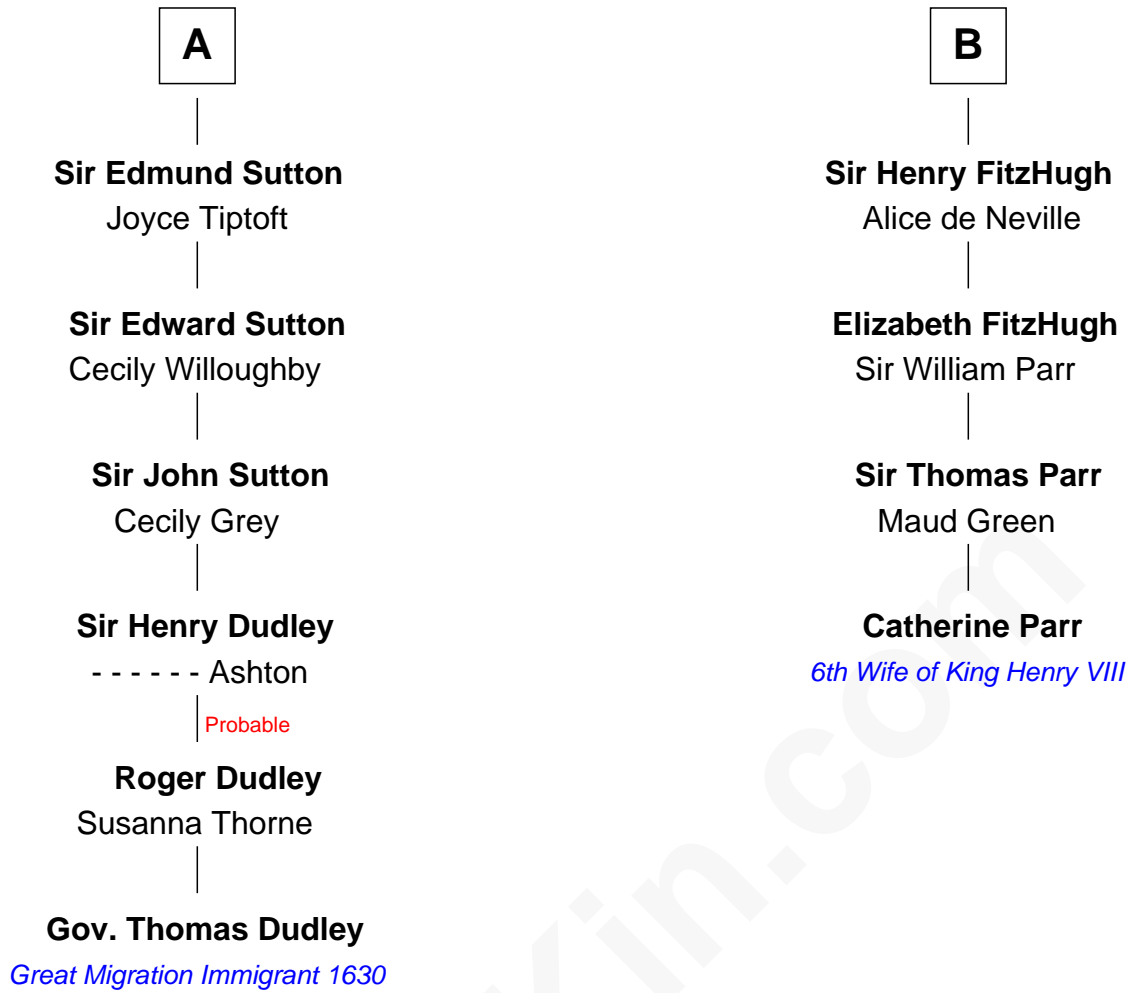 A
Sir Edmund Sutton
Joyce Tiptoft
Sir Edward Sutton
Cecily Willoughby
Sir John Sutton
Cecily Grey
Sir Henry Dudley
- - - - - - Ashton
Probable
Roger Dudley
Susanna Thorne
Gov. Thomas Dudley
Great Migration Immigrant 1630
B
Sir Henry FitzHugh
Alice de Neville
Elizabeth FitzHugh
Sir William Parr
Sir Thomas Parr
Maud Green
Catherine Parr
6th Wife of King Henry VIII
Kin.com